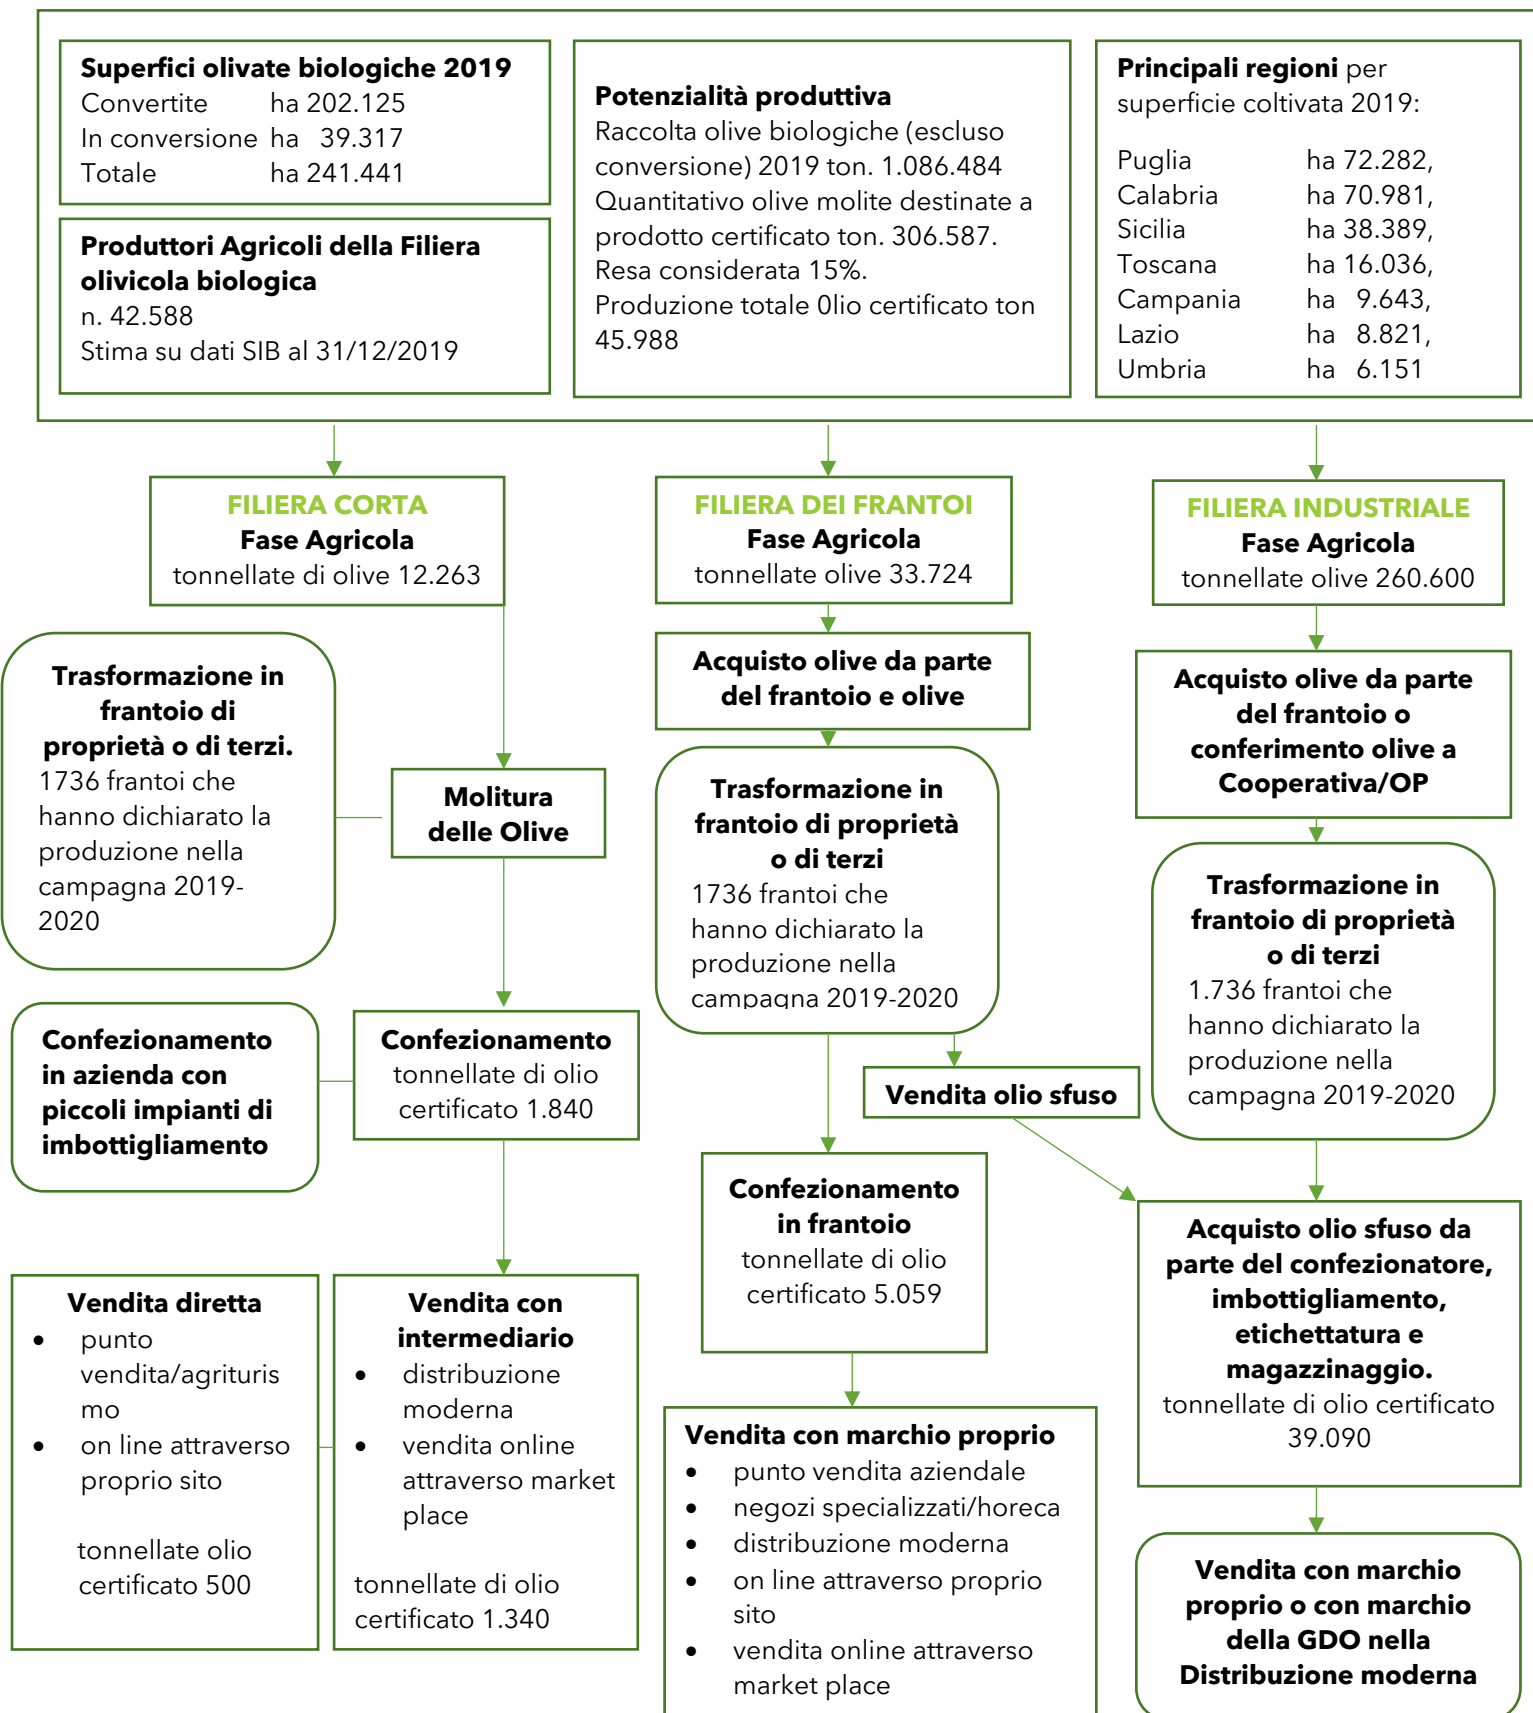 Superfici olivate biologiche 2019
Convertite ha 202.125
In conversione ha 39.317
Totale ha 241.441
Produttori Agricoli della Filiera
olivicola biologica
n. 42.588
Stima su dati SIB al 31/12/2019
Potenzialità produttiva
Raccolta olive biologiche (escluso
conversione) 2019 ton. 1.086.484
Quantitativo olive molite destinate a
prodotto certificato ton. 306.587.
Resa considerata 15%.
Produzione totale 0lio certificato ton
45.988
Principali regioni per
superficie coltivata 2019:
Puglia ha 72.282,
Calabria ha 70.981,
Sicilia ha 38.389,
Toscana ha 16.036,
Campania ha 9.643,
Lazio ha 8.821,
Umbria ha 6.151
FILIERA CORTA
Fase Agricola
tonnellate di olive 12.263
Trasformazione in
frantoio di
proprietà o di terzi.
1736 frantoi che
hanno dichiarato la
produzione nella
campagna 2019-
2020
Molitura
delle Olive
Confezionamento
in azienda con
piccoli impianti di
imbottigliamento
Confezionamento
tonnellate di olio
certificato 1.840
Vendita diretta
• punto
vendita/agrituris
mo
• on line attraverso
proprio sito
tonnellate olio
certificato 500
Vendita con
intermediario
• distribuzione
moderna
• vendita online
attraverso market
place
tonnellate di olio
certificato 1.340
FILIERA DEI FRANTOI
Fase Agricola
tonnellate olive 33.724
Acquisto olive da parte
del frantoio e olive
Trasformazione in
frantoio di proprietà
o di terzi
1736 frantoi che
hanno dichiarato la
produzione nella
campagna 2019-2020
Vendita olio sfuso
Confezionamento
in frantoio
tonnellate di olio
certificato 5.059
Vendita con marchio proprio
• punto vendita aziendale
• negozi specializzati/horeca
• distribuzione moderna
• on line attraverso proprio
sito
• vendita online attraverso
market place
FILIERA INDUSTRIALE
Fase Agricola
tonnellate olive 260.600
Acquisto olive da parte
del frantoio o
conferimento olive a
Cooperativa/OP
Trasformazione in
frantoio di proprietà
o di terzi
1.736 frantoi che
hanno dichiarato la
produzione nella
campagna 2019-2020
Acquisto olio sfuso da
parte del confezionatore,
imbottigliamento,
etichettatura e
magazzinaggio.
tonnellate di olio certificato
39.090
Vendita con marchio
proprio o con marchio
della GDO nella
Distribuzione moderna